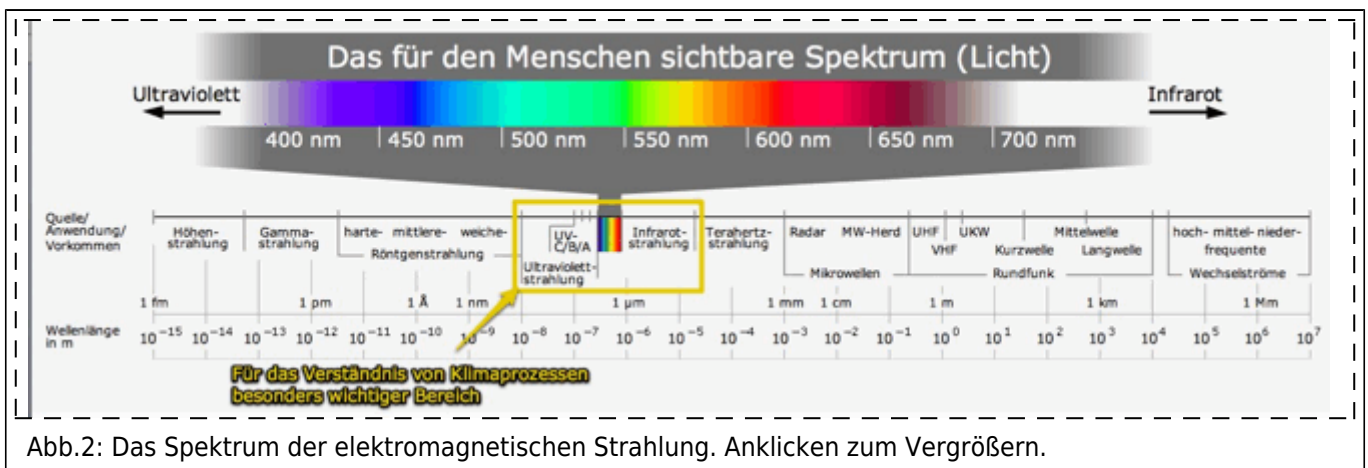 Das für den Menschen sichtbare Spektrum (Licht)
Ultraviolett
Infrarot
400 nm 450 nm 500 nm 550 nm 600 nm 650 nm 700 nm
Quelle/
Anwendung/
Vorkommen
Höhen-
strahlung
Gamma-
strahlung
harte- mittlere- weiche-
Röntgenstrahlung
UV-
C/B/A
Ultraviolett-
strahlung
Infrarot-
strahlung
Terahertz-
strahlung
Radar MW-Herd
Mikrowellen
UHF UKW Mittelwelle
VHF Kurzwelle Langwelle
Rundfunk
hoch- mittel- nieder-
frequente
Wechselströme
1 fm 1 pm 1 Å 1 nm 1 µm 1 mm 1 cm 1 m 1 km 1 Mm
Wellenlänge
in m
10⁻¹⁵ 10⁻¹⁴ 10⁻¹³ 10⁻¹² 10⁻¹¹ 10⁻¹⁰ 10⁻⁹ 10⁻⁸ 10⁻⁷ 10⁻⁶ 10⁻⁵ 10⁻⁴ 10⁻³ 10⁻² 10⁻¹ 10⁰ 10¹ 10² 10³ 10⁴ 10⁵ 10⁶ 10⁷
Für das Verständnis von Klimaprozessen
besonders wichtiger Bereich
Abb.2: Das Spektrum der elektromagnetischen Strahlung. Anklicken zum Vergrößern.